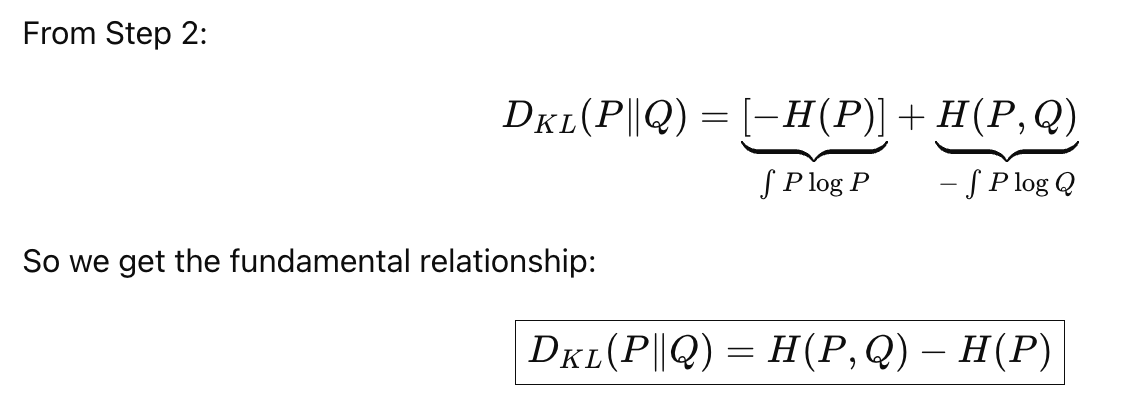 From Step 2:
D_{KL}(P‖Q) = [−H(P)] + H(P, Q)
∫ P log P − ∫ P log Q
So we get the fundamental relationship:
D_{KL}(P‖Q) = H(P, Q) − H(P)